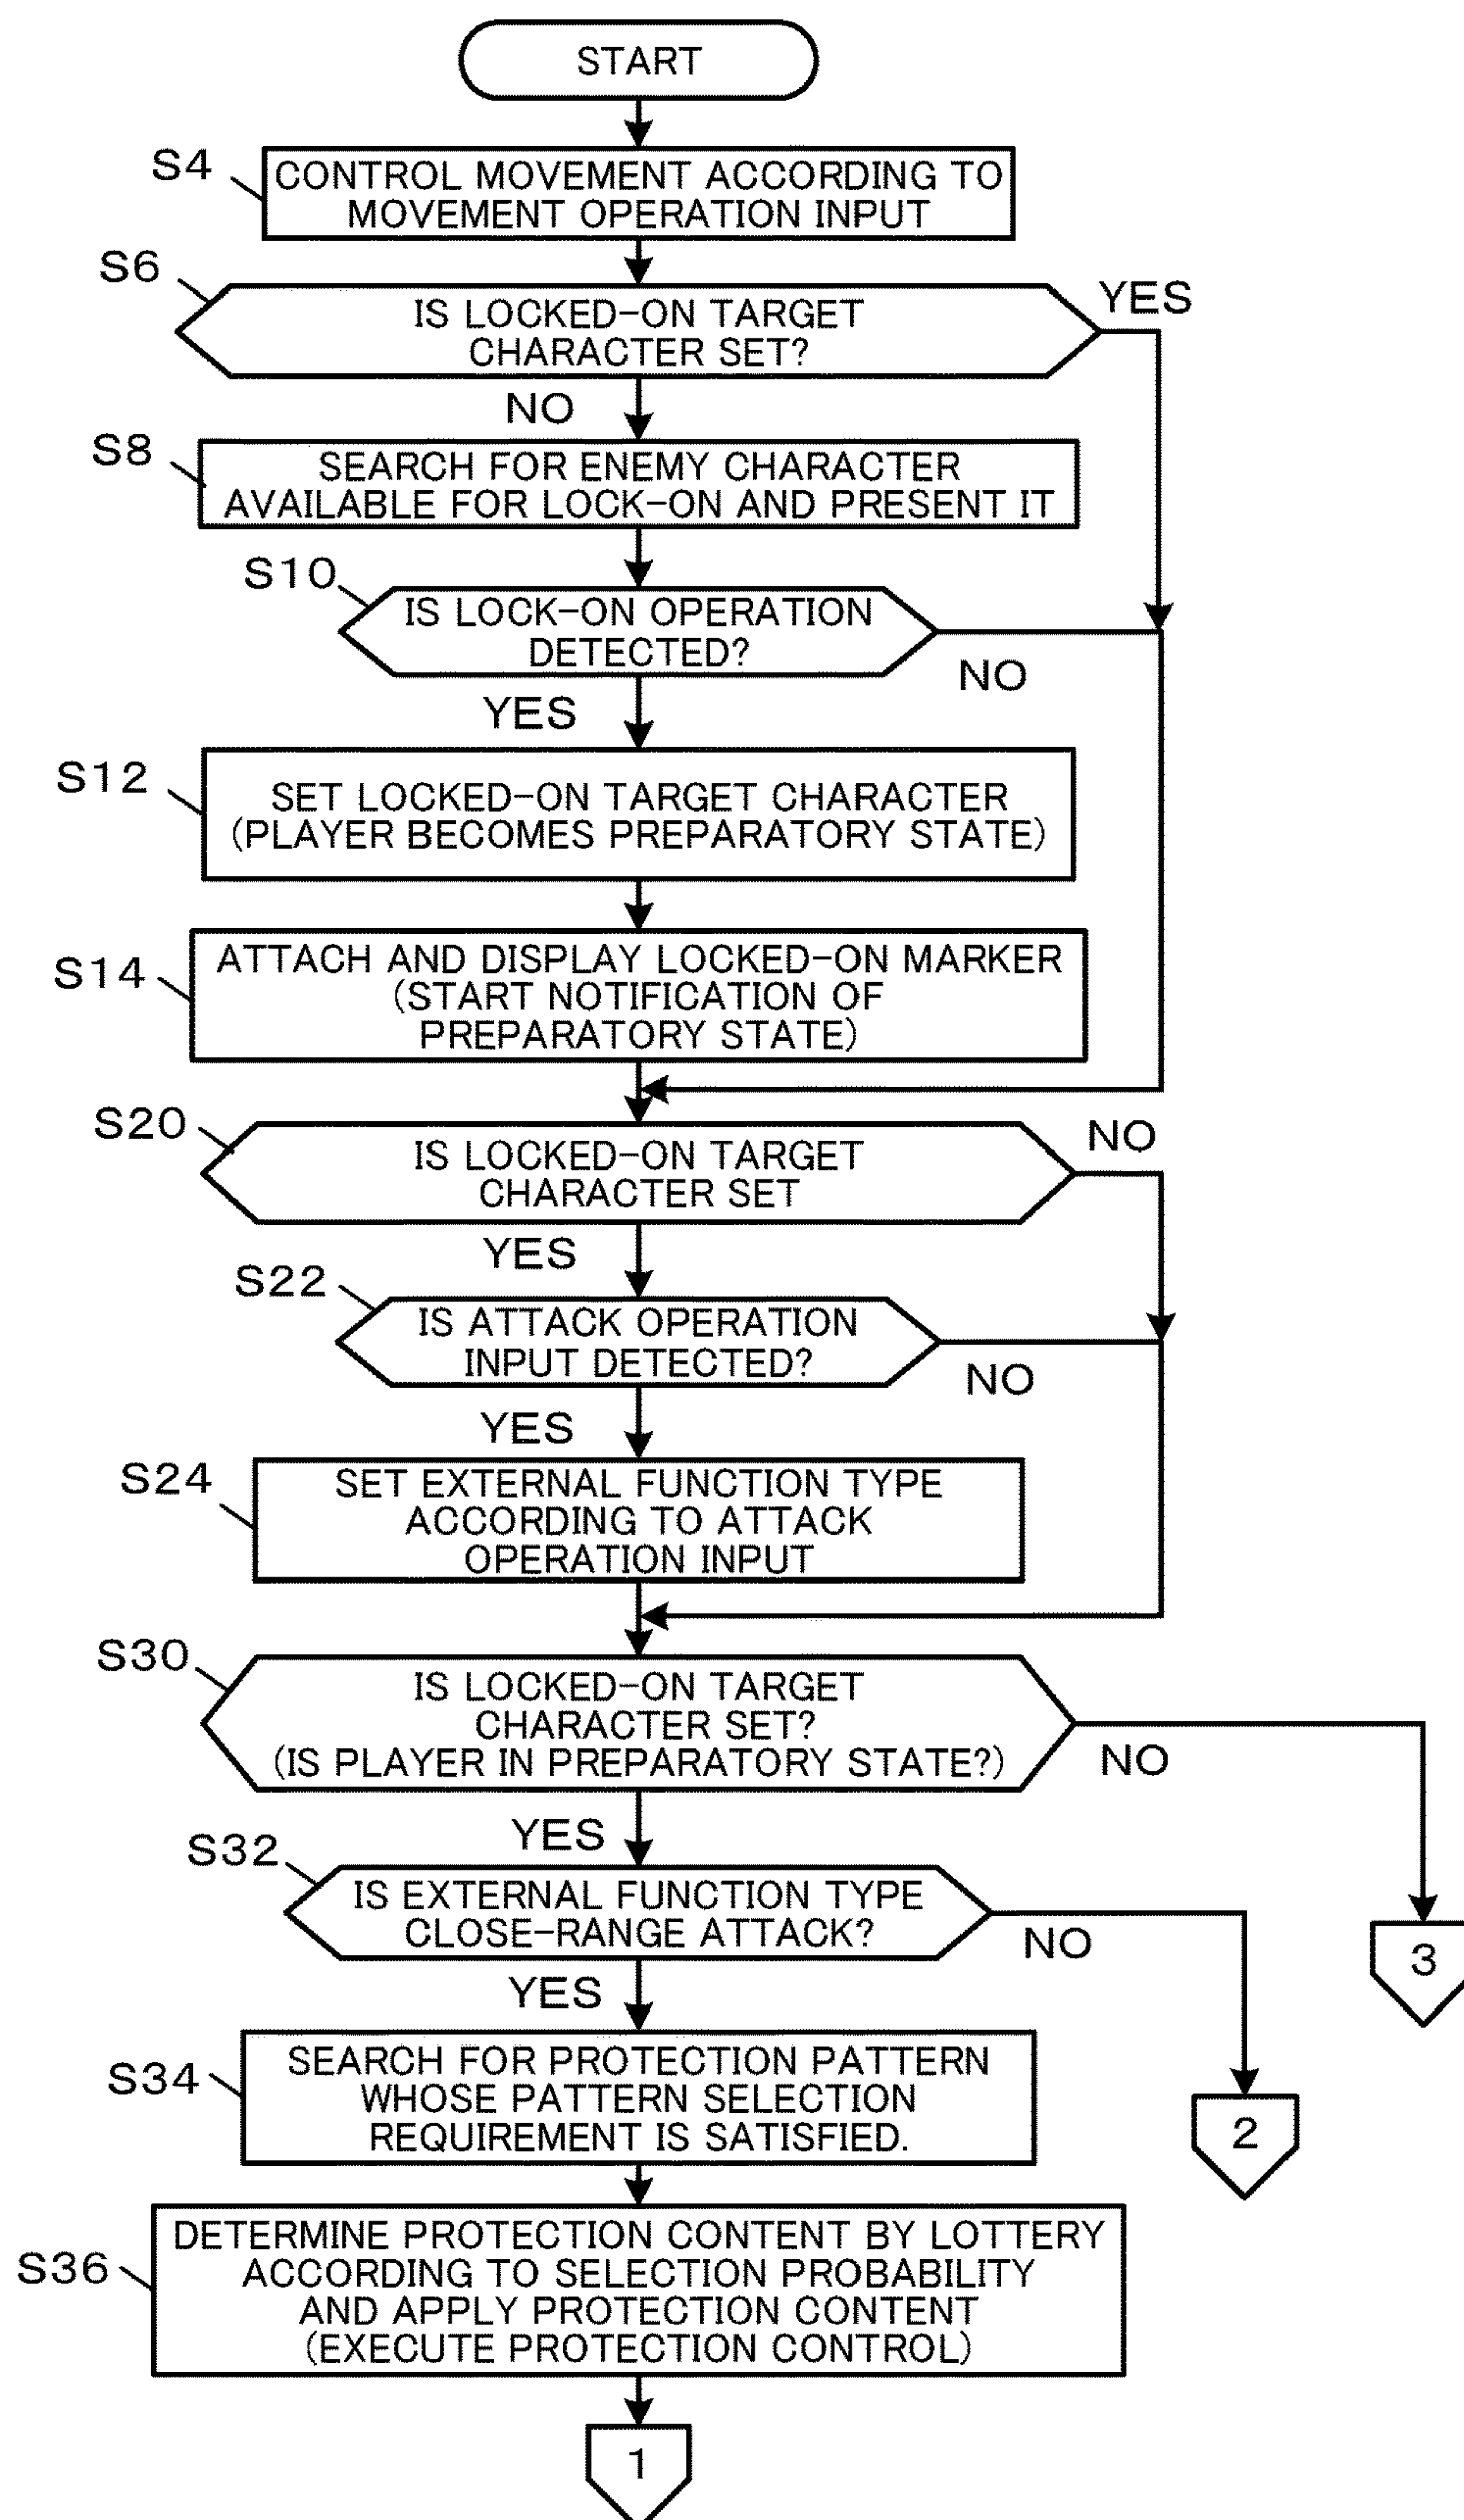 START
S4
CONTROL MOVEMENT ACCORDING TO
MOVEMENT OPERATION INPUT
S6
IS LOCKED-ON TARGET
CHARACTER SET?
YES
NO
S8
SEARCH FOR ENEMY CHARACTER
AVAILABLE FOR LOCK-ON AND PRESENT IT
S10
IS LOCK-ON OPERATION
DETECTED?
NO
YES
S12
SET LOCKED-ON TARGET CHARACTER
(PLAYER BECOMES PREPARATORY STATE)
S14
ATTACH AND DISPLAY LOCKED-ON MARKER
(START NOTIFICATION OF
PREPARATORY STATE)
S20
IS LOCKED-ON TARGET
CHARACTER SET
NO
YES
S22
IS ATTACK OPERATION
INPUT DETECTED?
NO
YES
S24
SET EXTERNAL FUNCTION TYPE
ACCORDING TO ATTACK
OPERATION INPUT
S30
IS LOCKED-ON TARGET
CHARACTER SET?
(IS PLAYER IN PREPARATORY STATE?)
NO
YES
S32
IS EXTERNAL FUNCTION TYPE
CLOSE-RANGE ATTACK?
NO
3
YES
S34
SEARCH FOR PROTECTION PATTERN
WHOSE PATTERN SELECTION
REQUIREMENT IS SATISFIED.
2
S36
DETERMINE PROTECTION CONTENT BY LOTTERY
ACCORDING TO SELECTION PROBABILITY
AND APPLY PROTECTION CONTENT
(EXECUTE PROTECTION CONTROL)
1